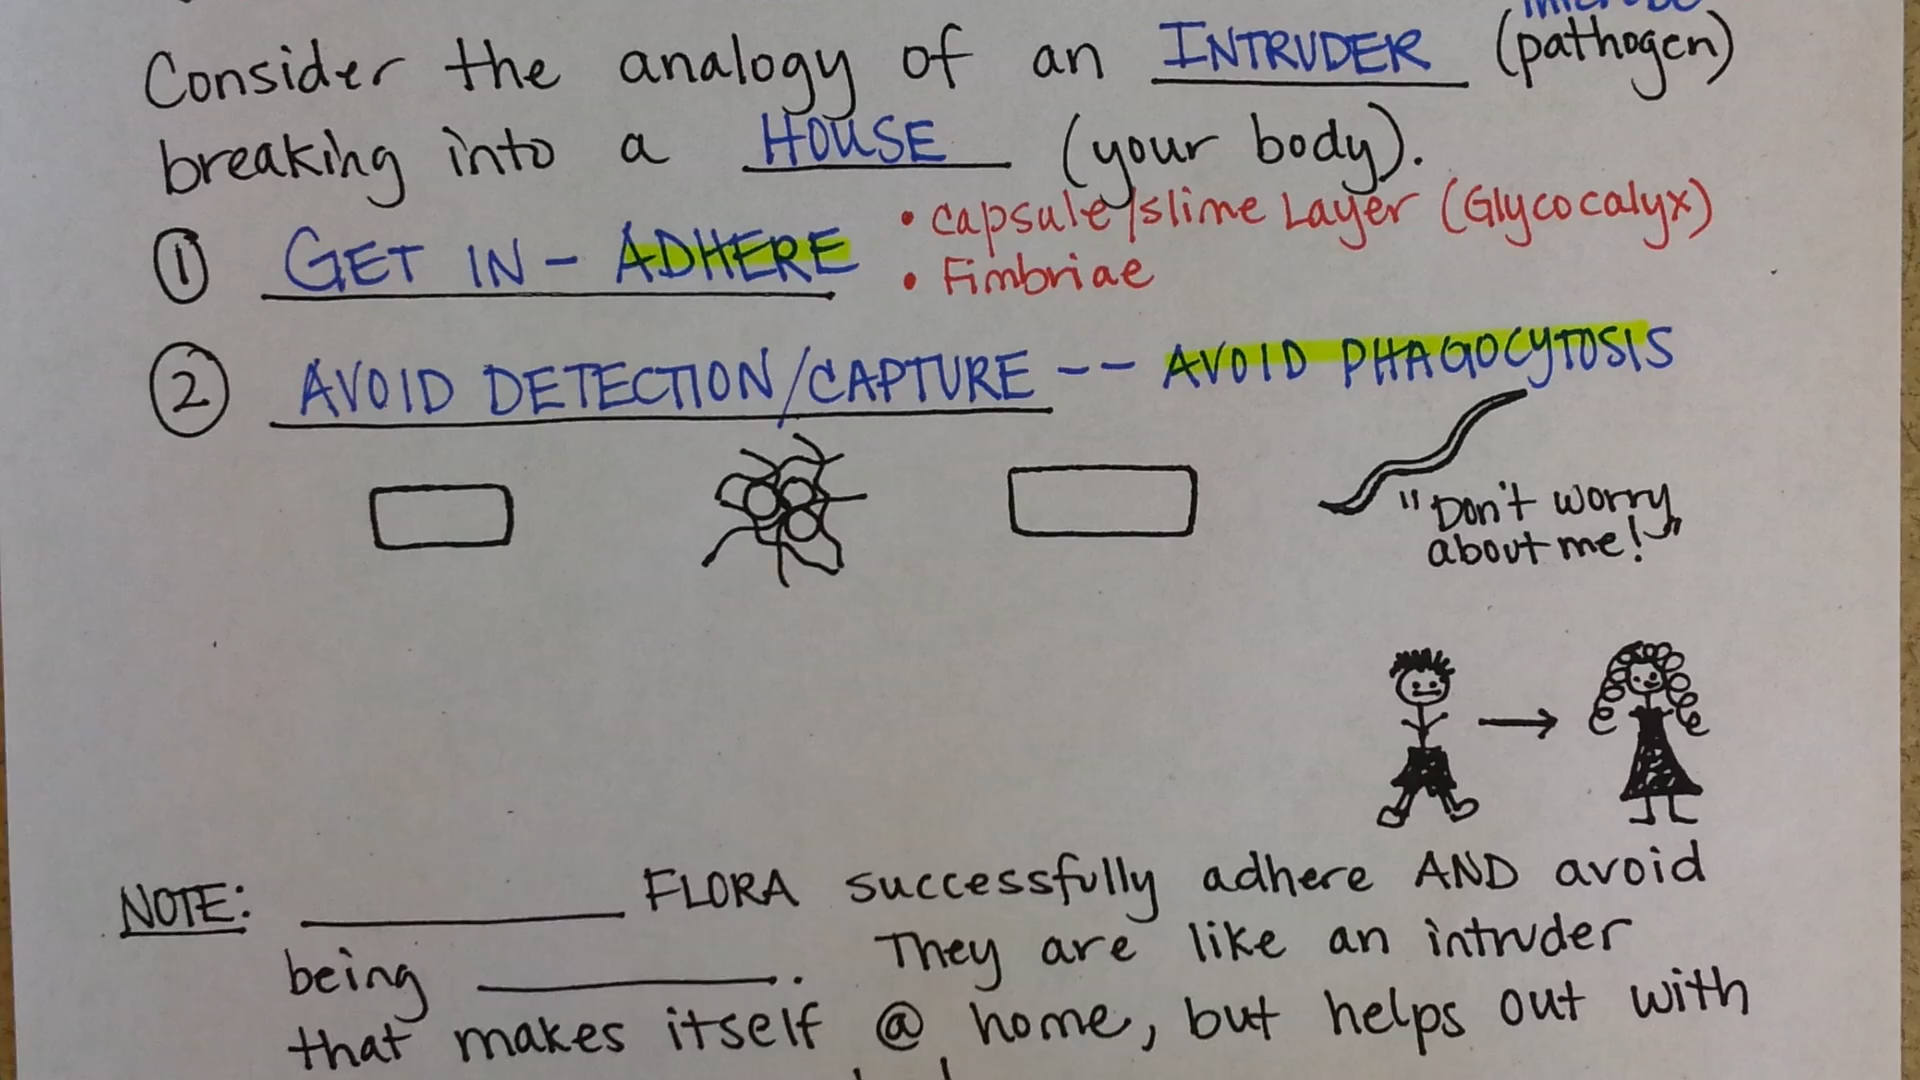 Consider the analogy of an INTRUDER (pathogen)
breaking into a HOUSE (your body).
① GET IN - ADHERE
• Capsule/Slime Layer (Glycocalyx)
• Fimbriae
② AVOID DETECTION/CAPTURE -- AVOID PHAGOCYTOSIS
"Don't worry
about me!"
NOTE: __________ FLORA successfully adhere AND avoid
being __________. They are like an intruder
that makes itself @ home, but helps out with